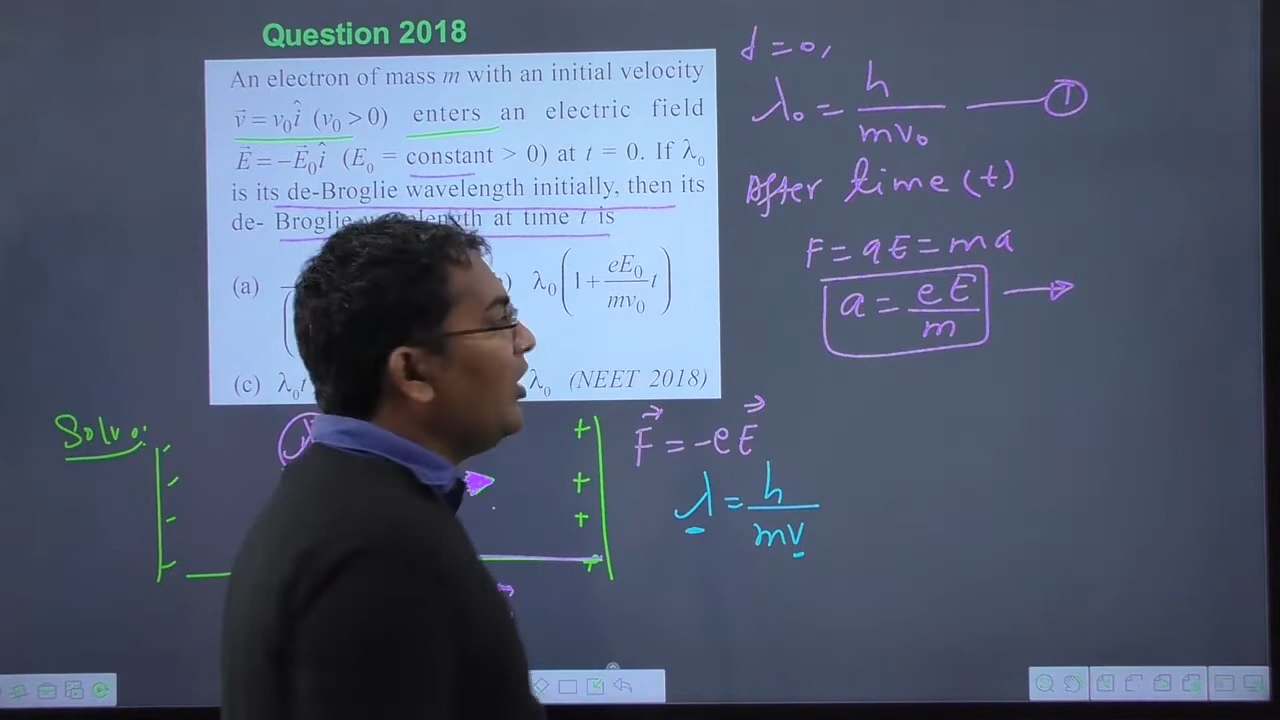 Question 2018
An electron of mass m with an initial velocity
v⃗ = v₀î (v₀ > 0) enters an electric field
E⃗ = −E⃗₀î (E₀ = constant > 0) at t = 0. If λ₀
is its de-Broglie wavelength initially, then its
de- Broglie wavelength at time t is
(a)
) λ₀(1 + eE₀/mv₀ t)
(c) λ₀t
λ₀ (NEET 2018)
t = 0,
λ₀ = h/mv₀ —— ①
After time (t)
F = qE = ma
a = eE/m →
Solve:
F⃗ = -eE⃗
λ = h/mv